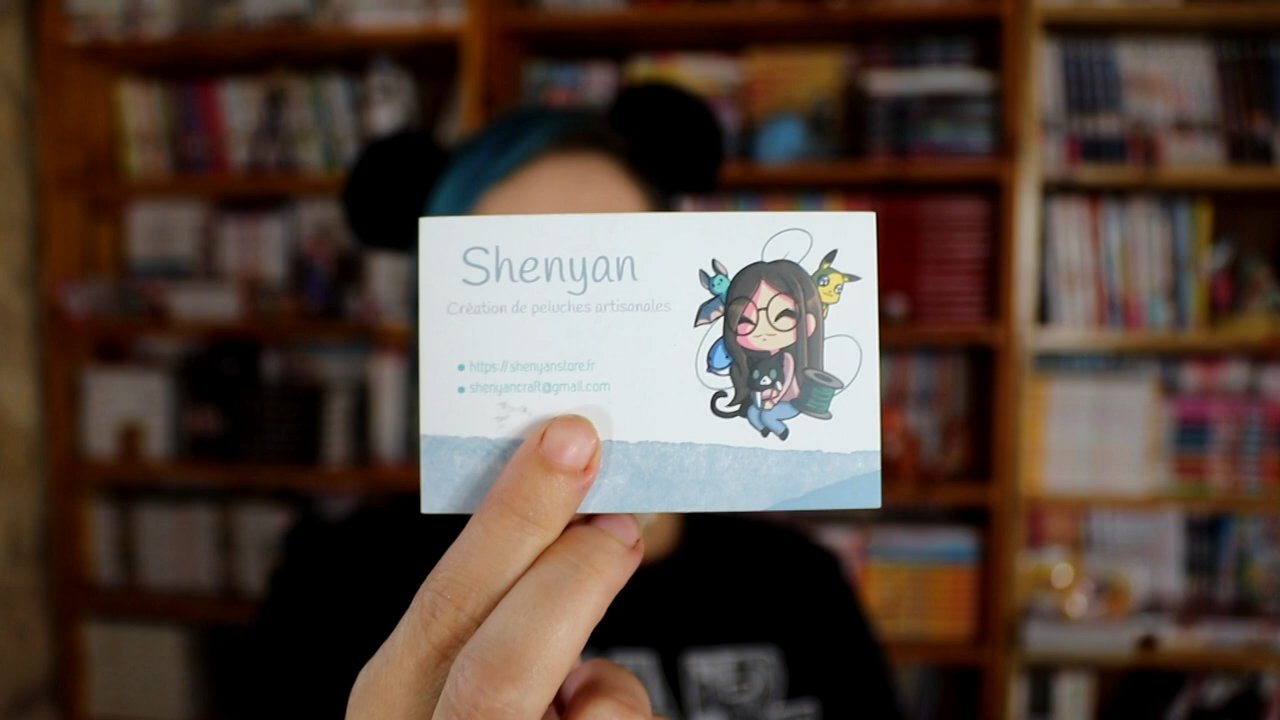 Shenyan
Création de peluches artisanales
https://shenyanstore.fr
shenyancraft@gmail.com